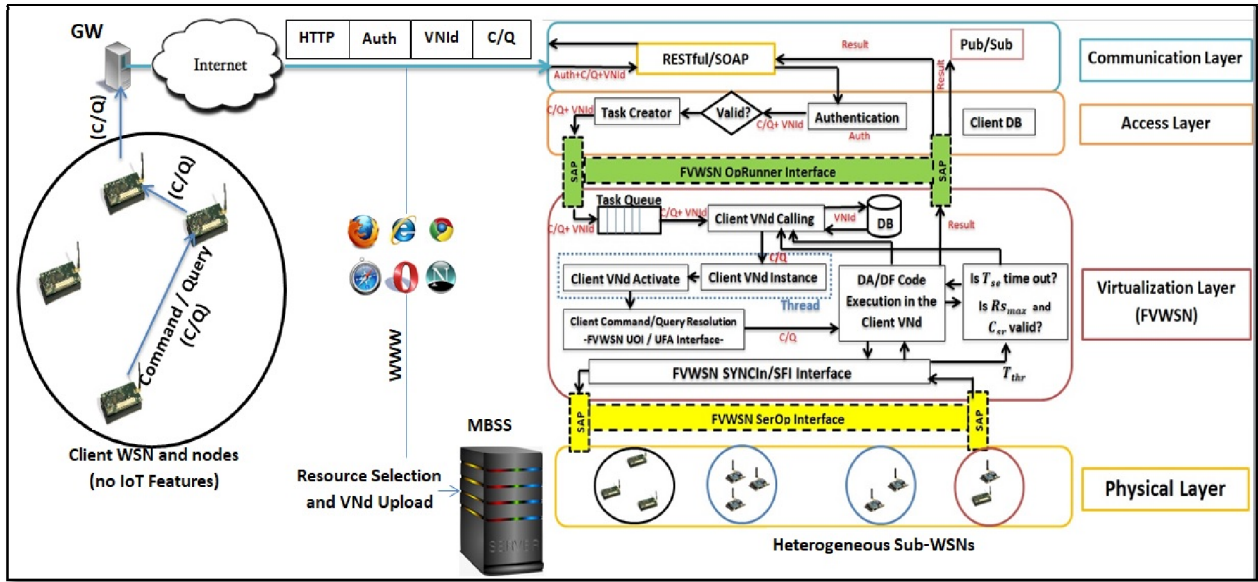 GW
Internet
HTTP
Auth
VNId
C/Q
(C/Q)
(C/Q)
Command / Query
(C/Q)
Client WSN and nodes
(no IoT Features)
WWW
Resource Selection
and VNd Upload
MBSS
SERVER
RESTful/SOAP
Auth+C/Q+VNId
Result
Result
Pub/Sub
Communication Layer
C/Q+ VNId
Task Creator
Valid?
C/Q+ VNId
Authentication
Auth
Client DB
Access Layer
SAP
FVWSN OpRunner Interface
SAP
Task Queue
C/Q+ VNId
C/Q+ VNId
Client VNd Calling
VNId
DB
Result
C/Q
Client VNd Activate
Client VNd Instance
Thread
DA/DF Code
Execution in the
Client VNd
Is Tse time out?
Is Rsmax and
Csr valid?
Client Command/Query Resolution
-FVWSN UOI / UFA Interface-
C/Q
FVWSN SYNCIn/SFI Interface
Tthr
Virtualization Layer
(FVWSN)
SAP
FVWSN SerOp Interface
SAP
Physical Layer
Heterogeneous Sub-WSNs